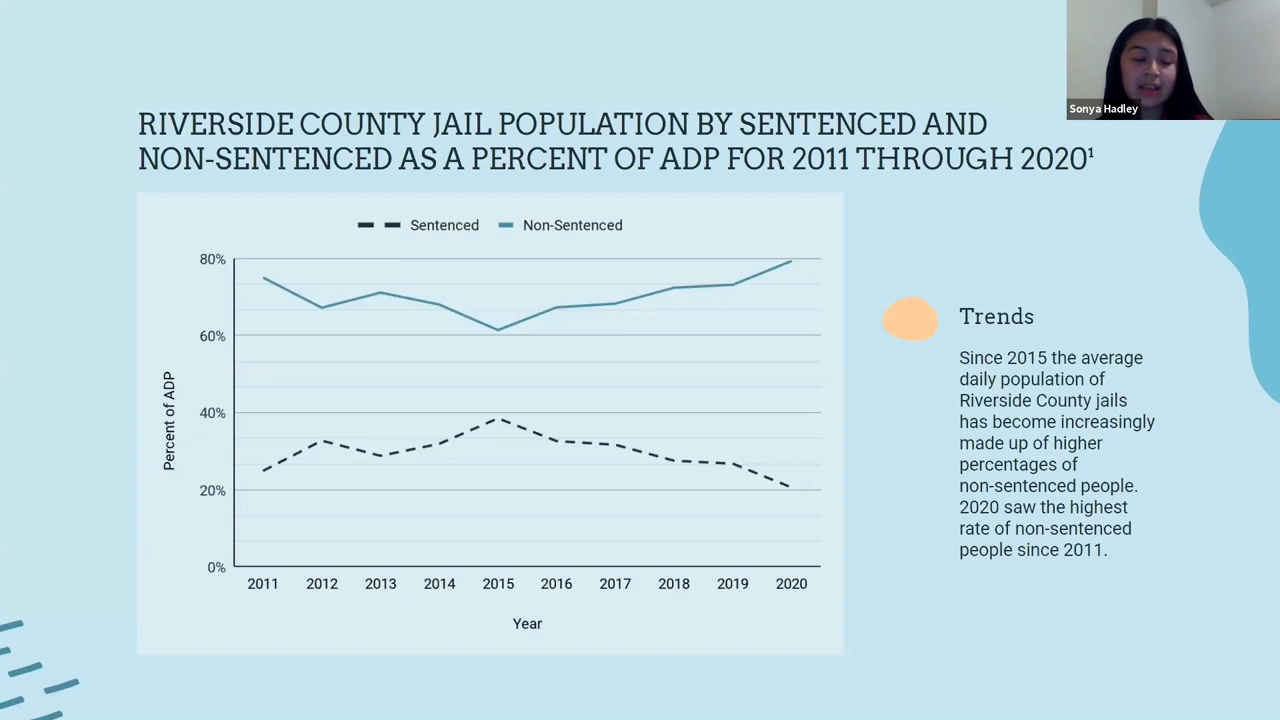 Sonya Hadley
RIVERSIDE COUNTY JAIL POPULATION BY SENTENCED AND
NON-SENTENCED AS A PERCENT OF ADP FOR 2011 THROUGH 2020¹
Sentenced Non-Sentenced
80%
60%
40%
20%
0%
Percent of ADP
2011 2012 2013 2014 2015 2016 2017 2018 2019 2020
Year
Trends
Since 2015 the average
daily population of
Riverside County jails
has become increasingly
made up of higher
percentages of
non-sentenced people.
2020 saw the highest
rate of non-sentenced
people since 2011.